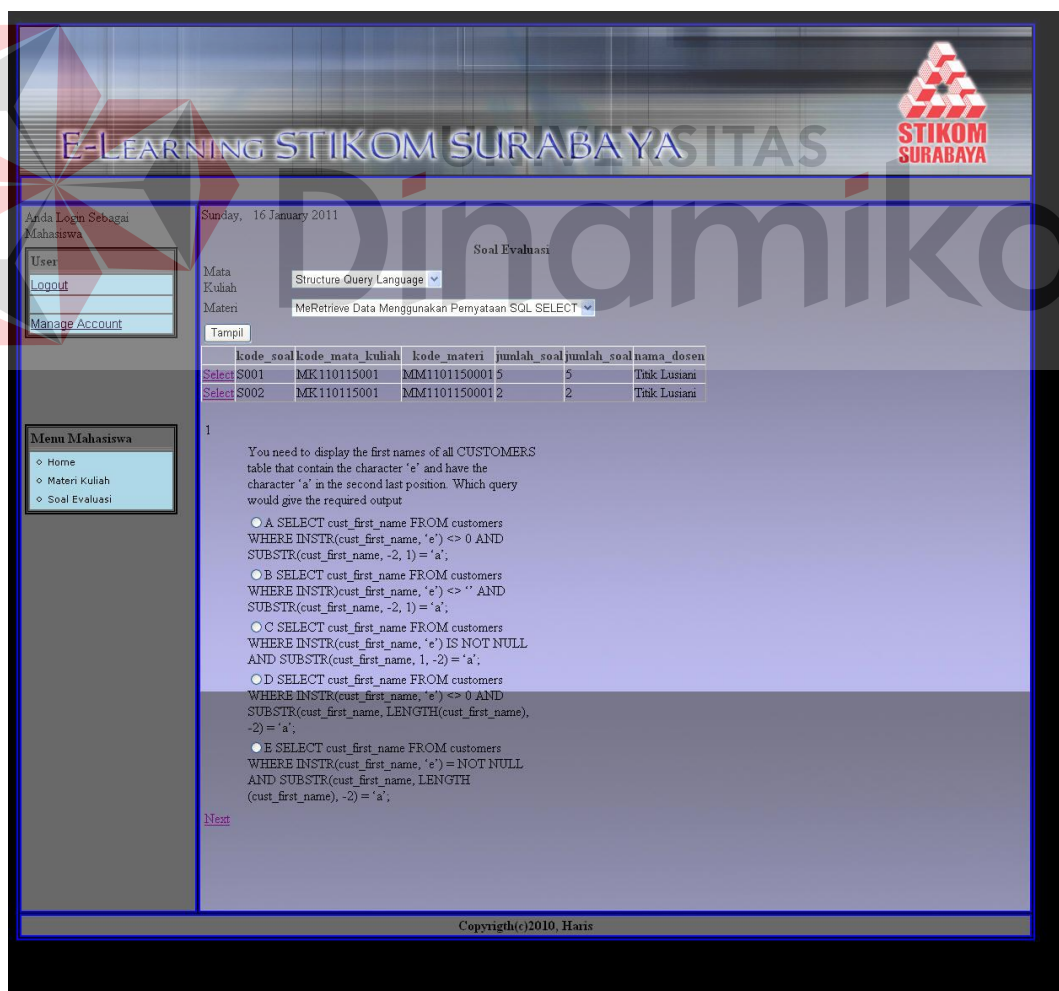 E-LEARNING STIKOM SURABAYA
STIKOM
SURABAYA
UNIVERSITAS
Dinamika
Anda Login Sebagai
Mahasiswa
User
Logout
Manage Account
Menu Mahasiswa
Home
Materi Kuliah
Soal Evaluasi
Sunday, 16 January 2011
Soal Evaluasi
Mata
Kuliah
Structure Query Language
Materi
MeRetrieve Data Menggunakan Pernyataan SQL SELECT
Tampil
kode_soal kode_mata_kuliah kode_materi jumlah_soal jumlah_soal nama_dosen
Select S001 MK110115001 MM1101150001 5 5 Titik Lusiani
Select S002 MK110115001 MM1101150001 2 2 Titik Lusiani
1
You need to display the first names of all CUSTOMERS
table that contain the character ‘e’ and have the
character ‘a’ in the second last position. Which query
would give the required output
A SELECT cust_first_name FROM customers
WHERE INSTR(cust_first_name, ‘e’) <> 0 AND
SUBSTR(cust_first_name, -2, 1) = ‘a’;
B SELECT cust_first_name FROM customers
WHERE INSTR)cust_first_name, ‘e’) <> ‘’ AND
SUBSTR(cust_first_name, -2, 1) = ‘a’;
C SELECT cust_first_name FROM customers
WHERE INSTR(cust_first_name, ‘e’) IS NOT NULL
AND SUBSTR(cust_first_name, 1, -2) = ‘a’;
D SELECT cust_first_name FROM customers
WHERE INSTR(cust_first_name, ‘e’) <> 0 AND
SUBSTR(cust_first_name, LENGTH(cust_first_name),
-2) = ‘a’;
E SELECT cust_first_name FROM customers
WHERE INSTR(cust_first_name, ‘e’) = NOT NULL
AND SUBSTR(cust_first_name, LENGTH
(cust_first_name), -2) = ‘a’;
Next
Copyrigth(c)2010, Haris